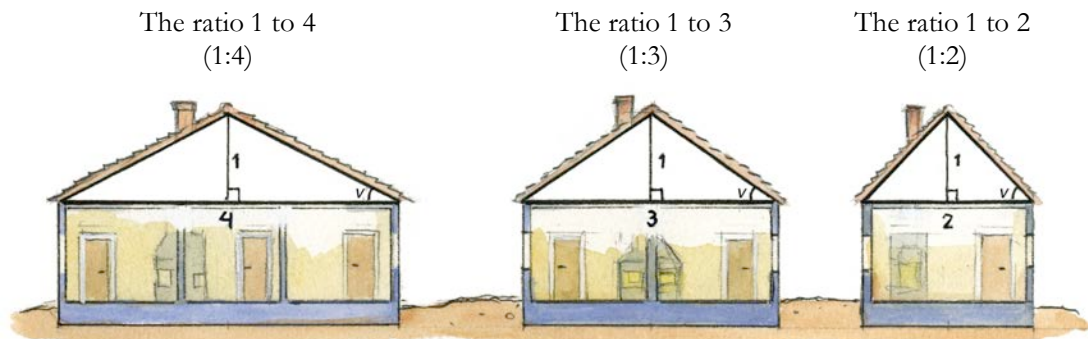 The ratio 1 to 4
(1:4)
The ratio 1 to 3
(1:3)
The ratio 1 to 2
(1:2)
1
v
4
1
v
3
1
v
2